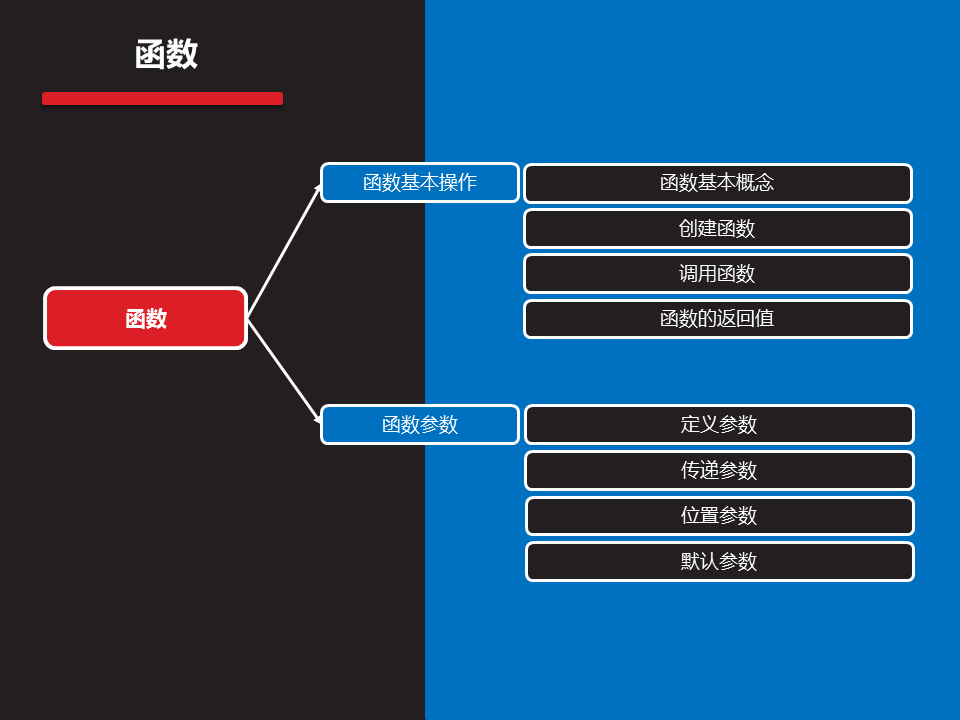 函数
函数
函数基本操作
函数基本概念
创建函数
调用函数
函数的返回值
函数参数
定义参数
传递参数
位置参数
默认参数